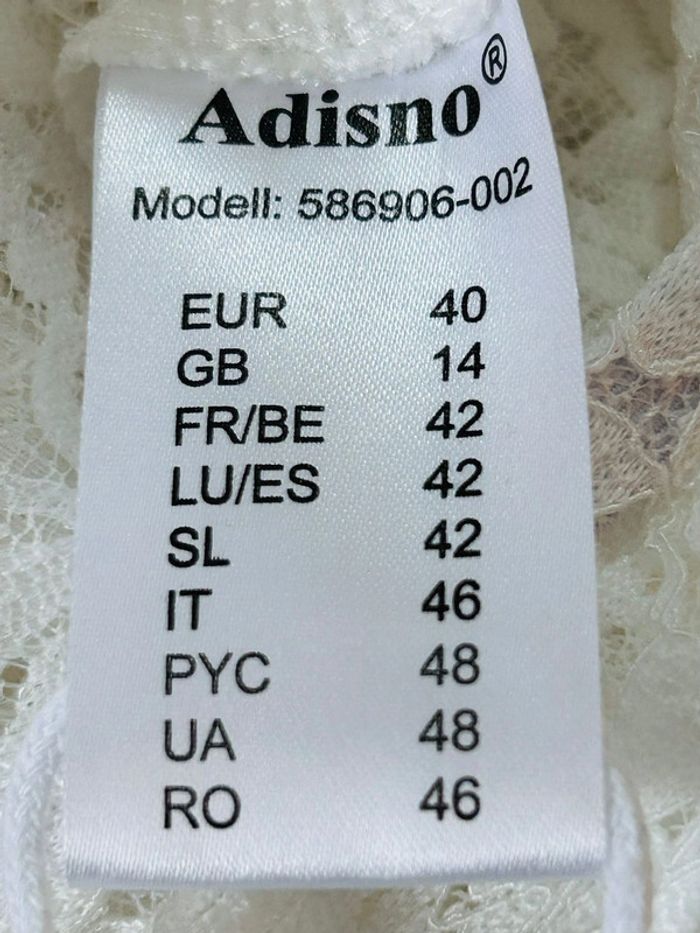 Adisno®
Modell: 586906-002
EUR 40
GB 14
FR/BE 42
LU/ES 42
SL 42
IT 46
РУС 48
UA 48
RO 46